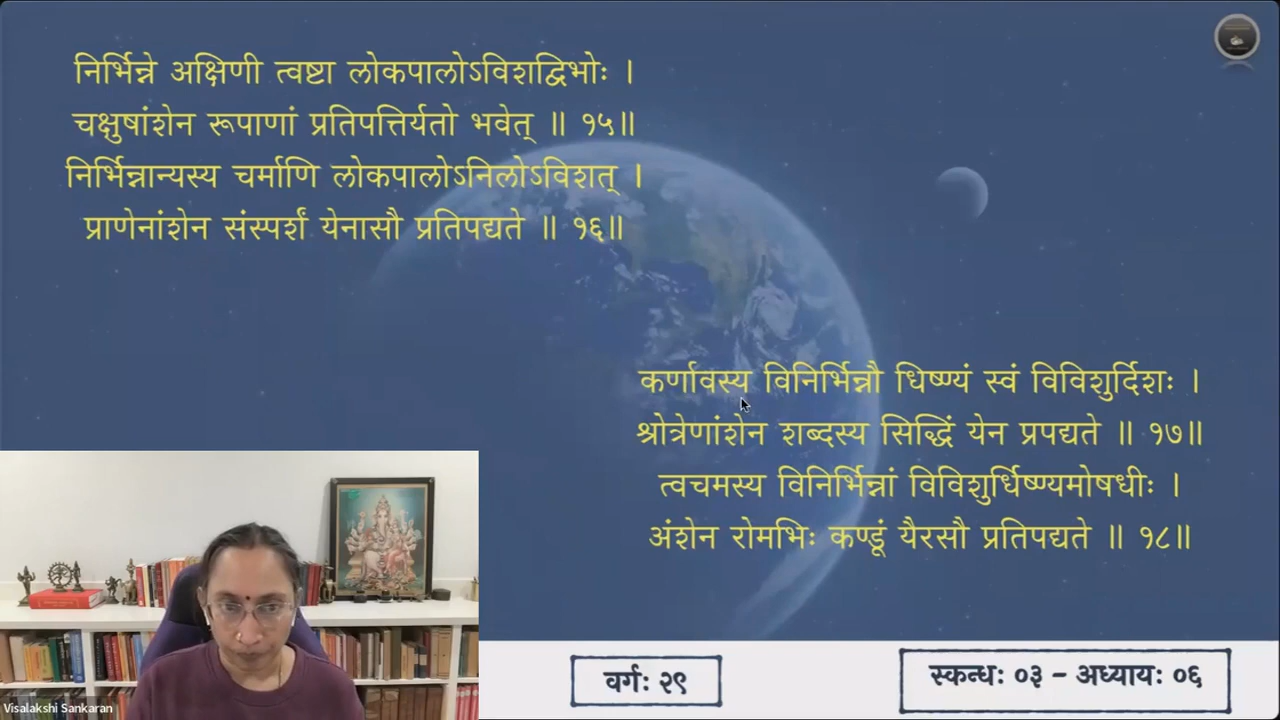 निर्भिन्ने अक्षिणी त्वष्टा लोकपालोऽविशद्विभोः ।
चक्षुषांशेन रूपाणां प्रतिपत्तिर्यतो भवेत् ॥ १५॥
निर्भिन्नान्यस्य चर्माणि लोकपालोऽनिलोऽविशत् ।
प्राणेनांशेन संस्पर्शं येनासौ प्रतिपद्यते ॥ १६॥
कर्णावस्य विनिर्भिन्नौ धिष्ण्यं स्वं विविशुर्दिशः ।
श्रोत्रेणांशेन शब्दस्य सिद्धिं येन प्रपद्यते ॥ १७॥
त्वचमस्य विनिर्भिन्नां विविशुर्धिष्ण्यमोषधीः ।
अंशेन रोमभिः कण्डूं यैरसौ प्रतिपद्यते ॥ १८॥
वर्गः २९
स्कन्धः ०३ - अध्यायः ०६
Visalakshi Sankaran